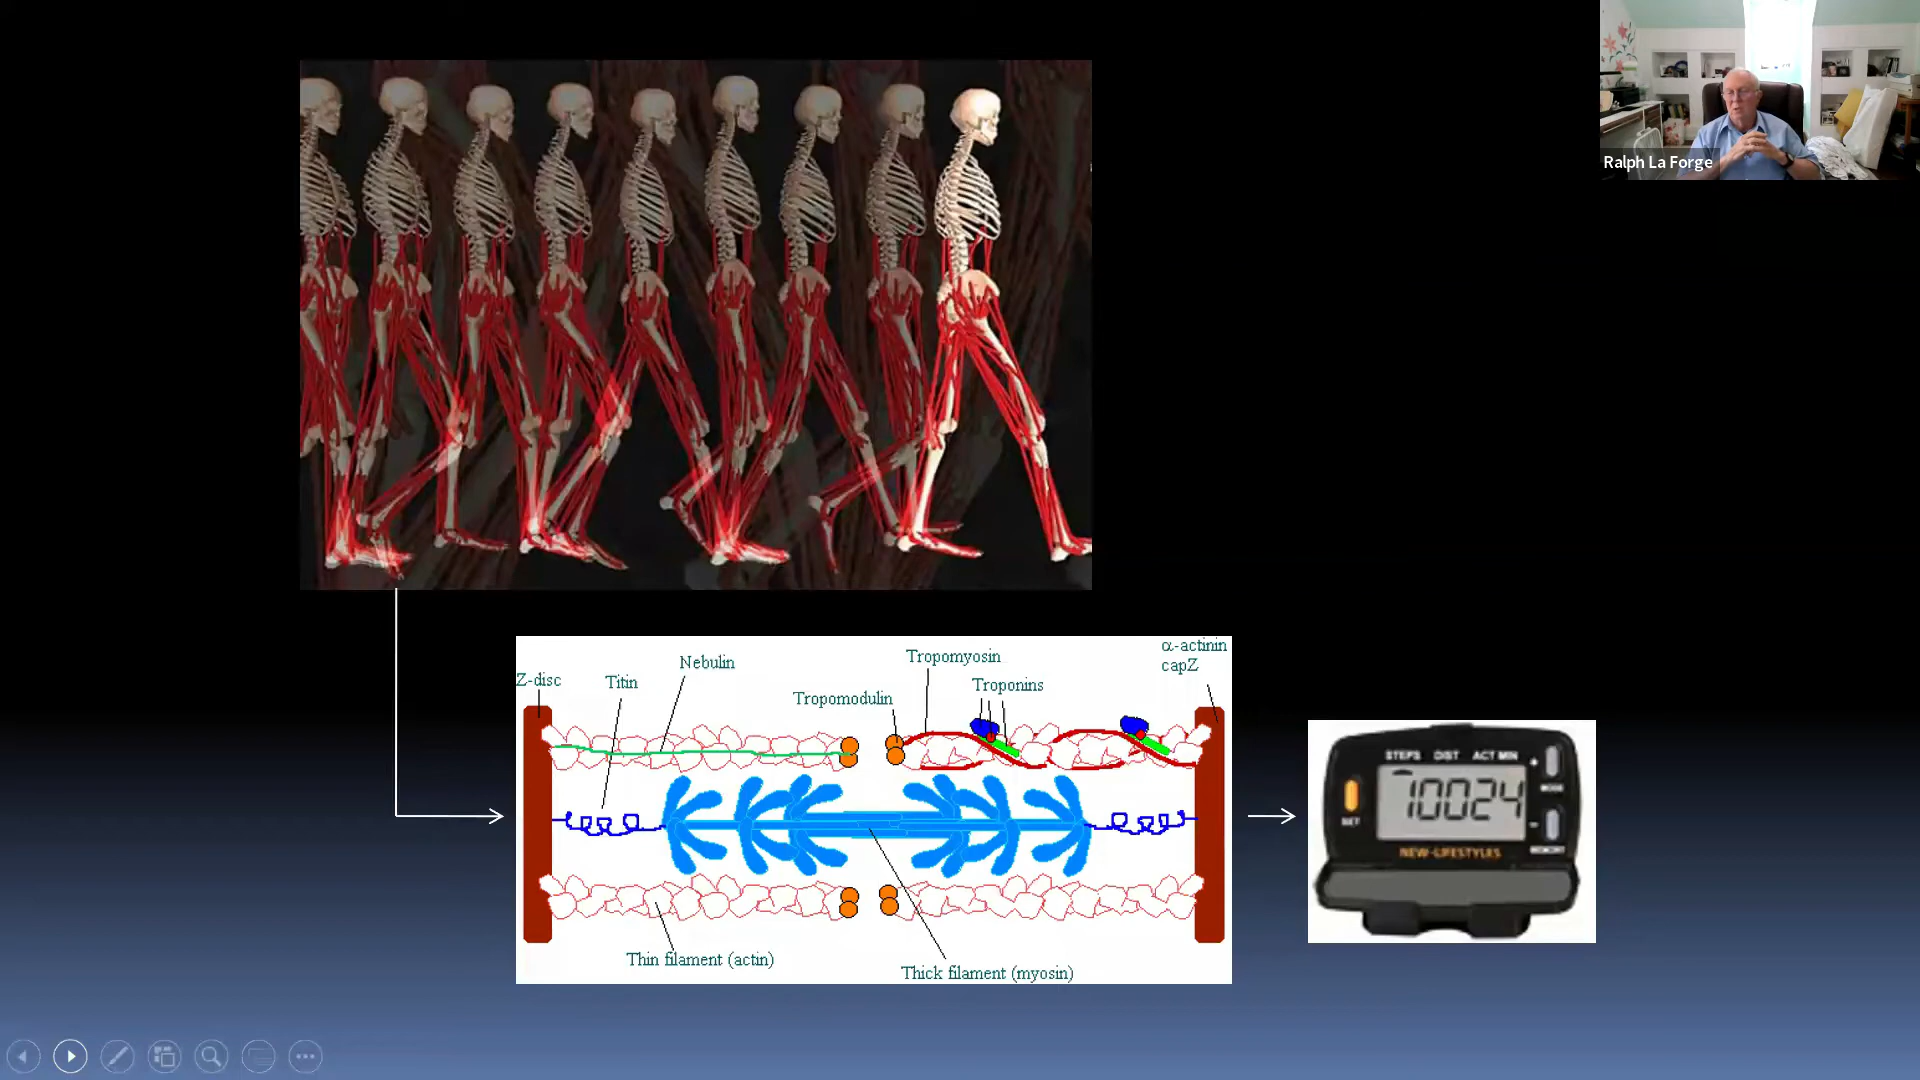 Ralph La Forge
α-actinin
capZ
Tropomyosin
Nebulin
Z-disc
Titin
Troponins
Tropomodulin
STEPS DIST ACT MIN
MODE
10024
SET
NEW-LIFESTYLES
Thin filament (actin)
Thick filament (myosin)